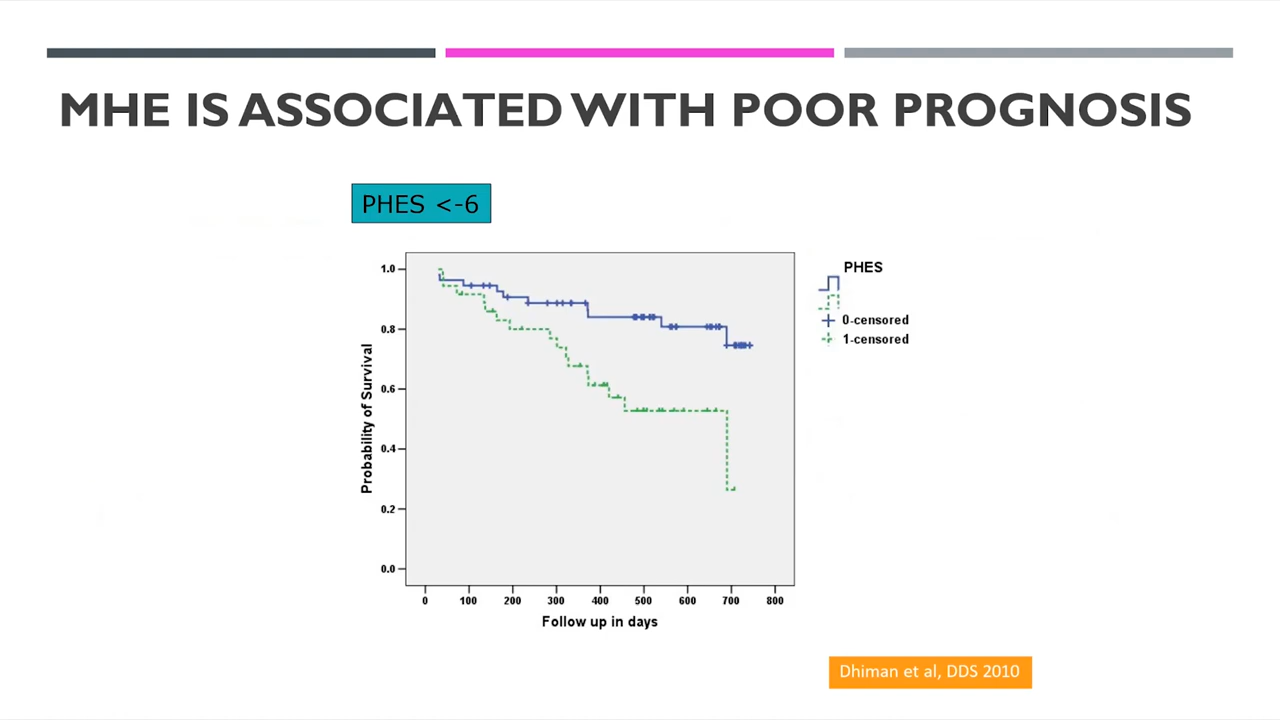 MHE IS ASSOCIATED WITH POOR PROGNOSIS
PHES <-6
1.0
0.8
0.6
0.4
0.2
0.0
Probability of Survival
0 100 200 300 400 500 600 700 800
Follow up in days
PHES
0-censored
1-censored
Dhiman et al, DDS 2010